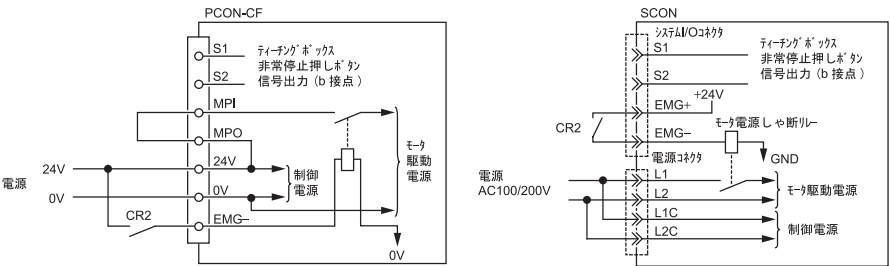 PCON-CF
S1
S2
ティーチングボックス
非常停止押しボタン
信号出力 (b 接点)
MPI
MPO
24V
0V
EMG−
電源
24V
0V
CR2
制御
電源
モータ
駆動
電源
0V
SCON
システムI/Oコネクタ
S1
S2
ティーチングボックス
非常停止押しボタン
信号出力 (b 接点)
EMG+
+24V
CR2
EMG−
モータ電源しゃ断リレー
GND
電源コネクタ
電源
AC100/200V
L1
L2
L1C
L2C
モータ駆動電源
制御電源